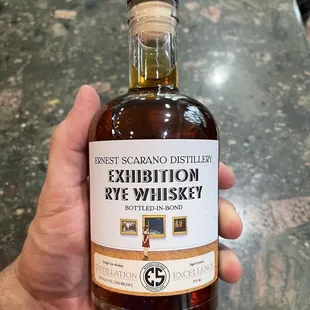 ERNEST SCARANO DISTILLERY
EXHIBITION
RYE WHISKEY
BOTTLED-IN-BOND
DISTILLATION
ES
EXCELLENCE